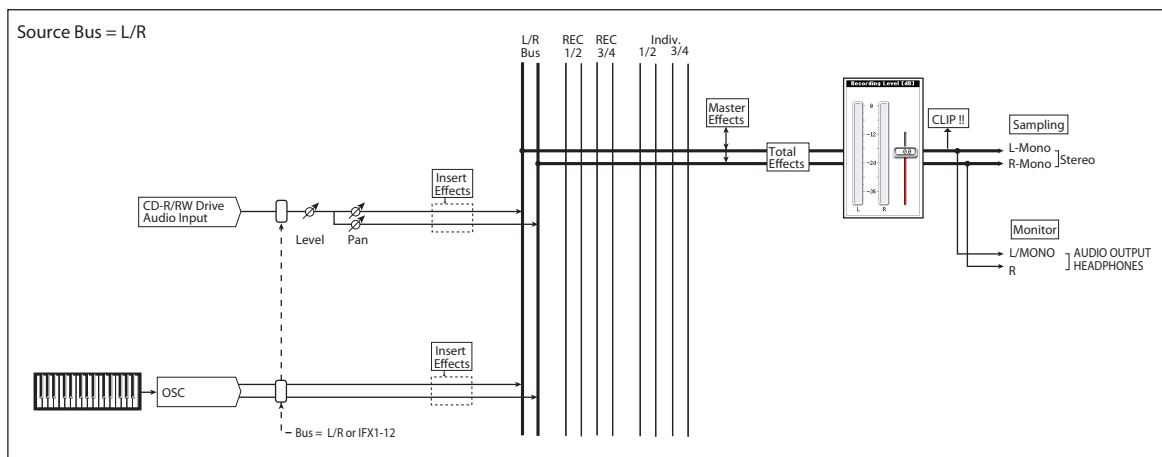 Source Bus = L/R
L/R
Bus
REC
1/2
REC
3/4
Indiv.
1/2 3/4
Master
Effects
Recording Level [dB]
0
-12
-24
-36
L R
0.0
CLIP !!
Sampling
L-Mono
R-Mono
Stereo
Total
Effects
Insert
Effects
CD-R/RW Drive
Audio Input
Level
Pan
Monitor
L/MONO
R
AUDIO OUTPUT
HEADPHONES
Insert
Effects
OSC
Bus = L/R or IFX1-12